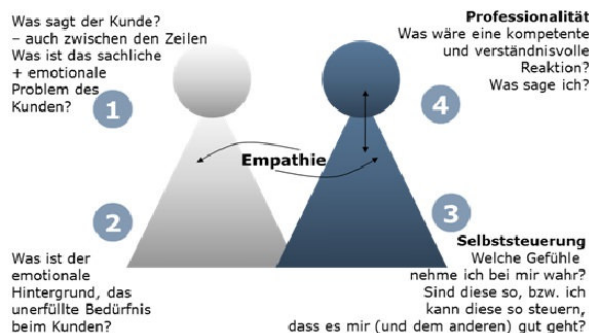 Was sagt der Kunde?
– auch zwischen den Zeilen
Was ist das sachliche
+ emotionale
Problem des
Kunden?
1
Professionalität
Was wäre eine kompetente
und verständnisvolle
Reaktion?
Was sage ich?
4
Empathie
2
Was ist der
emotionale
Hintergrund, das
unerfüllte Bedürfnis
beim Kunden?
3
Selbststeuerung
Welche Gefühle
nehme ich bei mir wahr?
Sind diese so, bzw. ich
kann diese so steuern,
dass es mir (und dem anderen) gut geht?